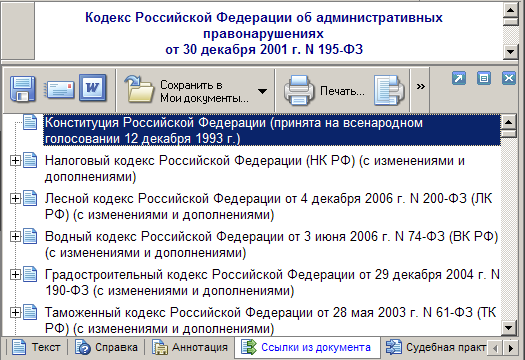 Кодекс Российской Федерации об административных
правонарушениях
от 30 декабря 2001 г. N 195-ФЗ
Сохранить в
Мои документы...
Печать...
»
Конституция Российской Федерации (принята на всенародном
голосовании 12 декабря 1993 г.)
Налоговый кодекс Российской Федерации (НК РФ) (с изменениями и
дополнениями)
Лесной кодекс Российской Федерации от 4 декабря 2006 г. N 200-ФЗ (ЛК
РФ) (с изменениями и дополнениями)
Водный кодекс Российской Федерации от 3 июня 2006 г. N 74-ФЗ (ВК РФ)
(с изменениями и дополнениями)
Градостроительный кодекс Российской Федерации от 29 декабря 2004 г. N
190-ФЗ (с изменениями и дополнениями)
Таможенный кодекс Российской Федерации от 28 мая 2003 г. N 61-ФЗ (ТК
РФ) (с изменениями и дополнениями)
Текст Справка Аннотация Ссылки из документа Судебная практ